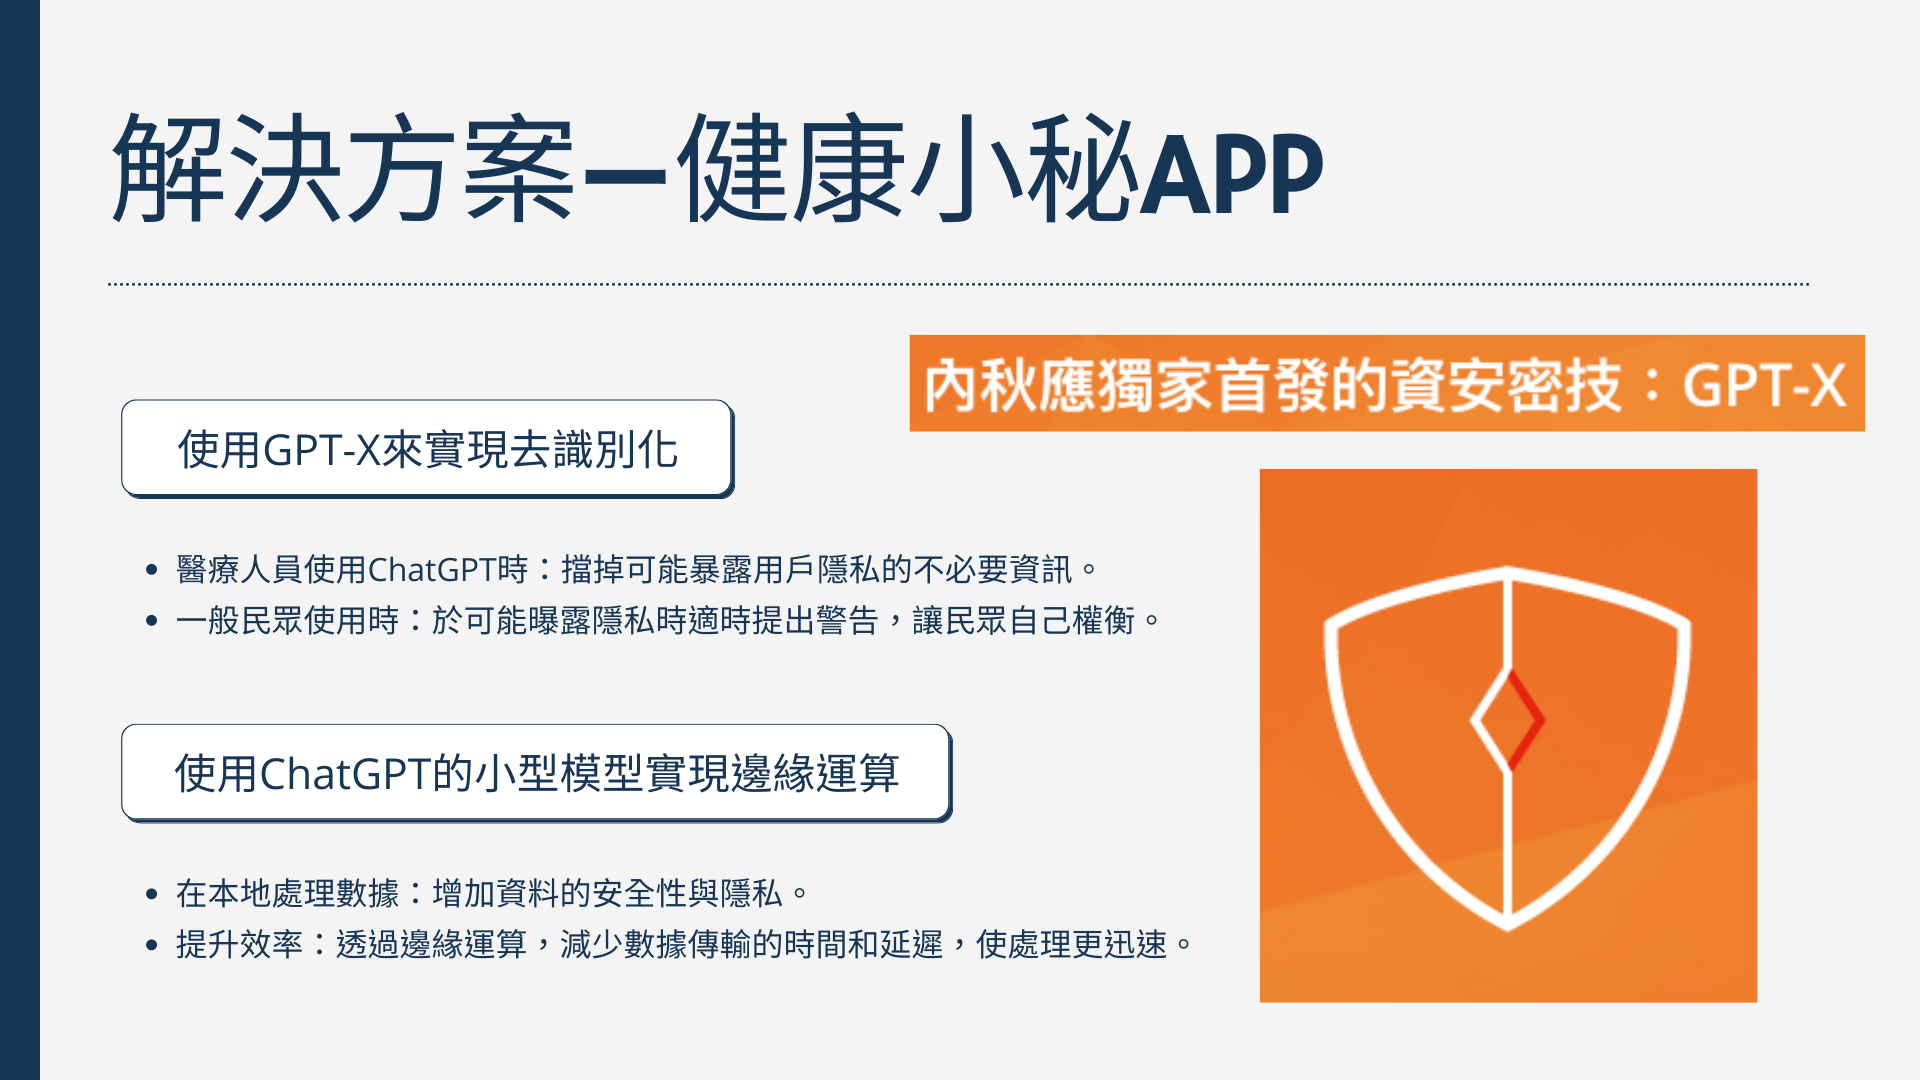 解決方案—健康小秘APP
內秋應獨家首發的資安密技：GPT-X
使用GPT-X來實現去識別化
• 醫療人員使用ChatGPT時：擋掉可能暴露用戶隱私的不必要資訊。
• 一般民眾使用時：於可能曝露隱私時適時提出警告，讓民眾自己權衡。
使用ChatGPT的小型模型實現邊緣運算
• 在本地處理數據：增加資料的安全性與隱私。
• 提升效率：透過邊緣運算，減少數據傳輸的時間和延遲，使處理更迅速。